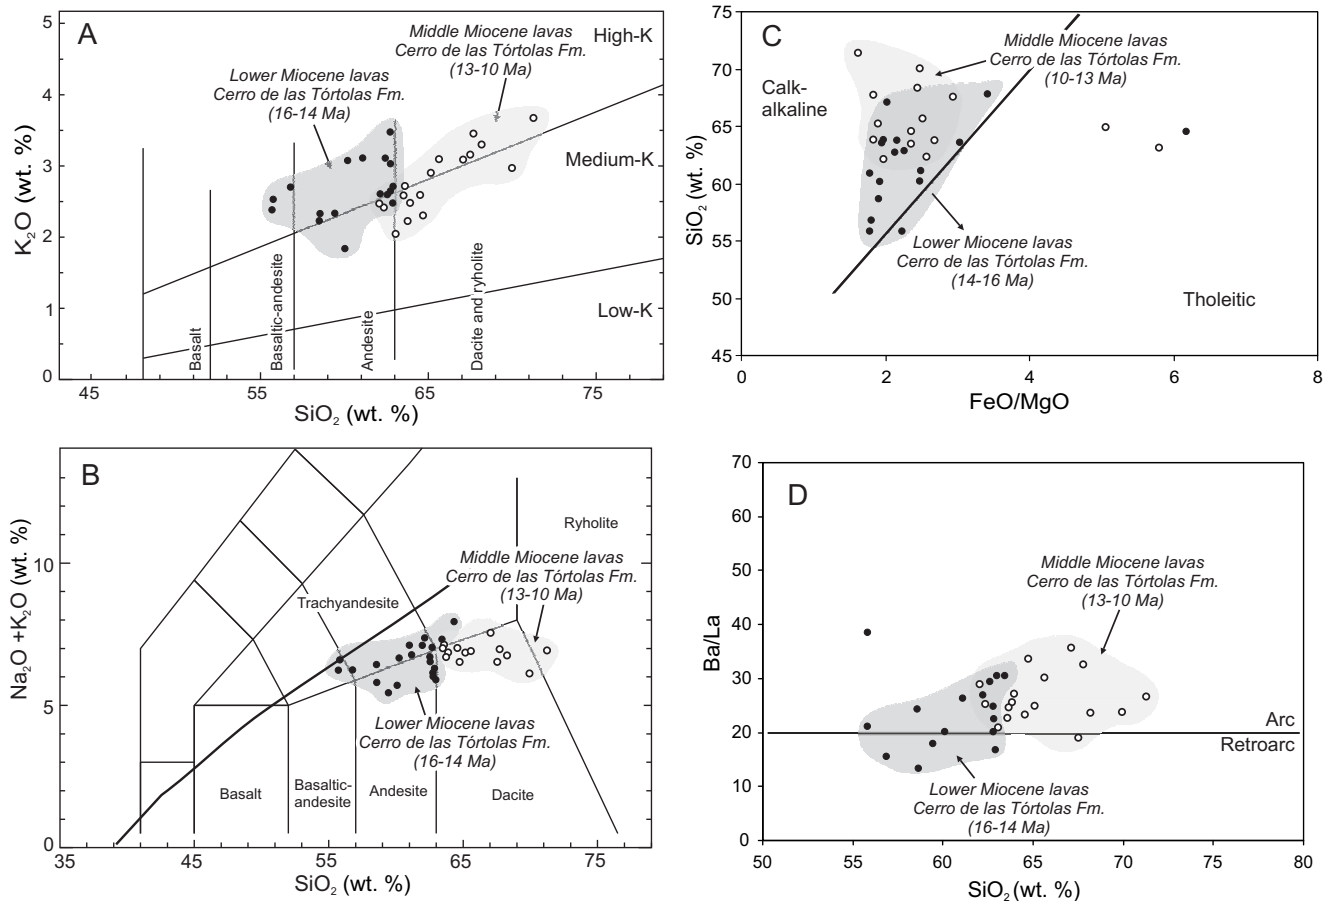 A
Middle Miocene lavas
Cerro de las Tórtolas Fm.
(13-10 Ma)
Lower Miocene lavas
Cerro de las Tórtolas Fm.
(16-14 Ma)
High-K
Medium-K
Low-K
Basalt
Basaltic-andesite
Andesite
Dacite and ryholite
K2O (wt. %)
5
4
3
2
1
0
45
55
65
75
SiO2 (wt. %)
C
Middle Miocene lavas
Cerro de las Tórtolas Fm.
(10-13 Ma)
Calk-
alkaline
Lower Miocene lavas
Cerro de las Tórtolas Fm.
(14-16 Ma)
Tholeitic
SiO2 (wt. %)
75
70
65
60
55
50
45
0
2
4
6
8
FeO/MgO
B
Ryholite
Middle Miocene lavas
Cerro de las Tórtolas Fm.
(13-10 Ma)
Trachyandesite
Lower Miocene lavas
Cerro de las Tórtolas Fm.
(16-14 Ma)
Basalt
Basaltic-
andesite
Andesite
Dacite
Na2O +K2O (wt. %)
10
5
0
35
45
55
65
75
SiO2 (wt. %)
D
Middle Miocene lavas
Cerro de las Tórtolas Fm.
(13-10 Ma)
Arc
Retroarc
Lower Miocene lavas
Cerro de las Tórtolas Fm.
(16-14 Ma)
Ba/La
70
60
50
40
30
20
10
0
50
55
60
65
70
75
80
SiO2 (wt. %)